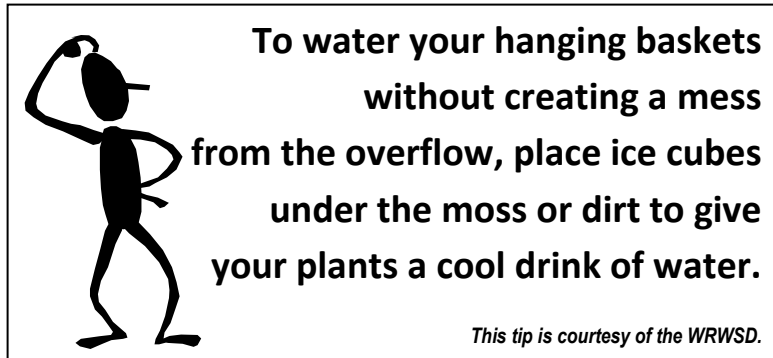 To water your hanging baskets
without creating a mess
from the overflow, place ice cubes
under the moss or dirt to give
your plants a cool drink of water.
This tip is courtesy of the WRWSD.